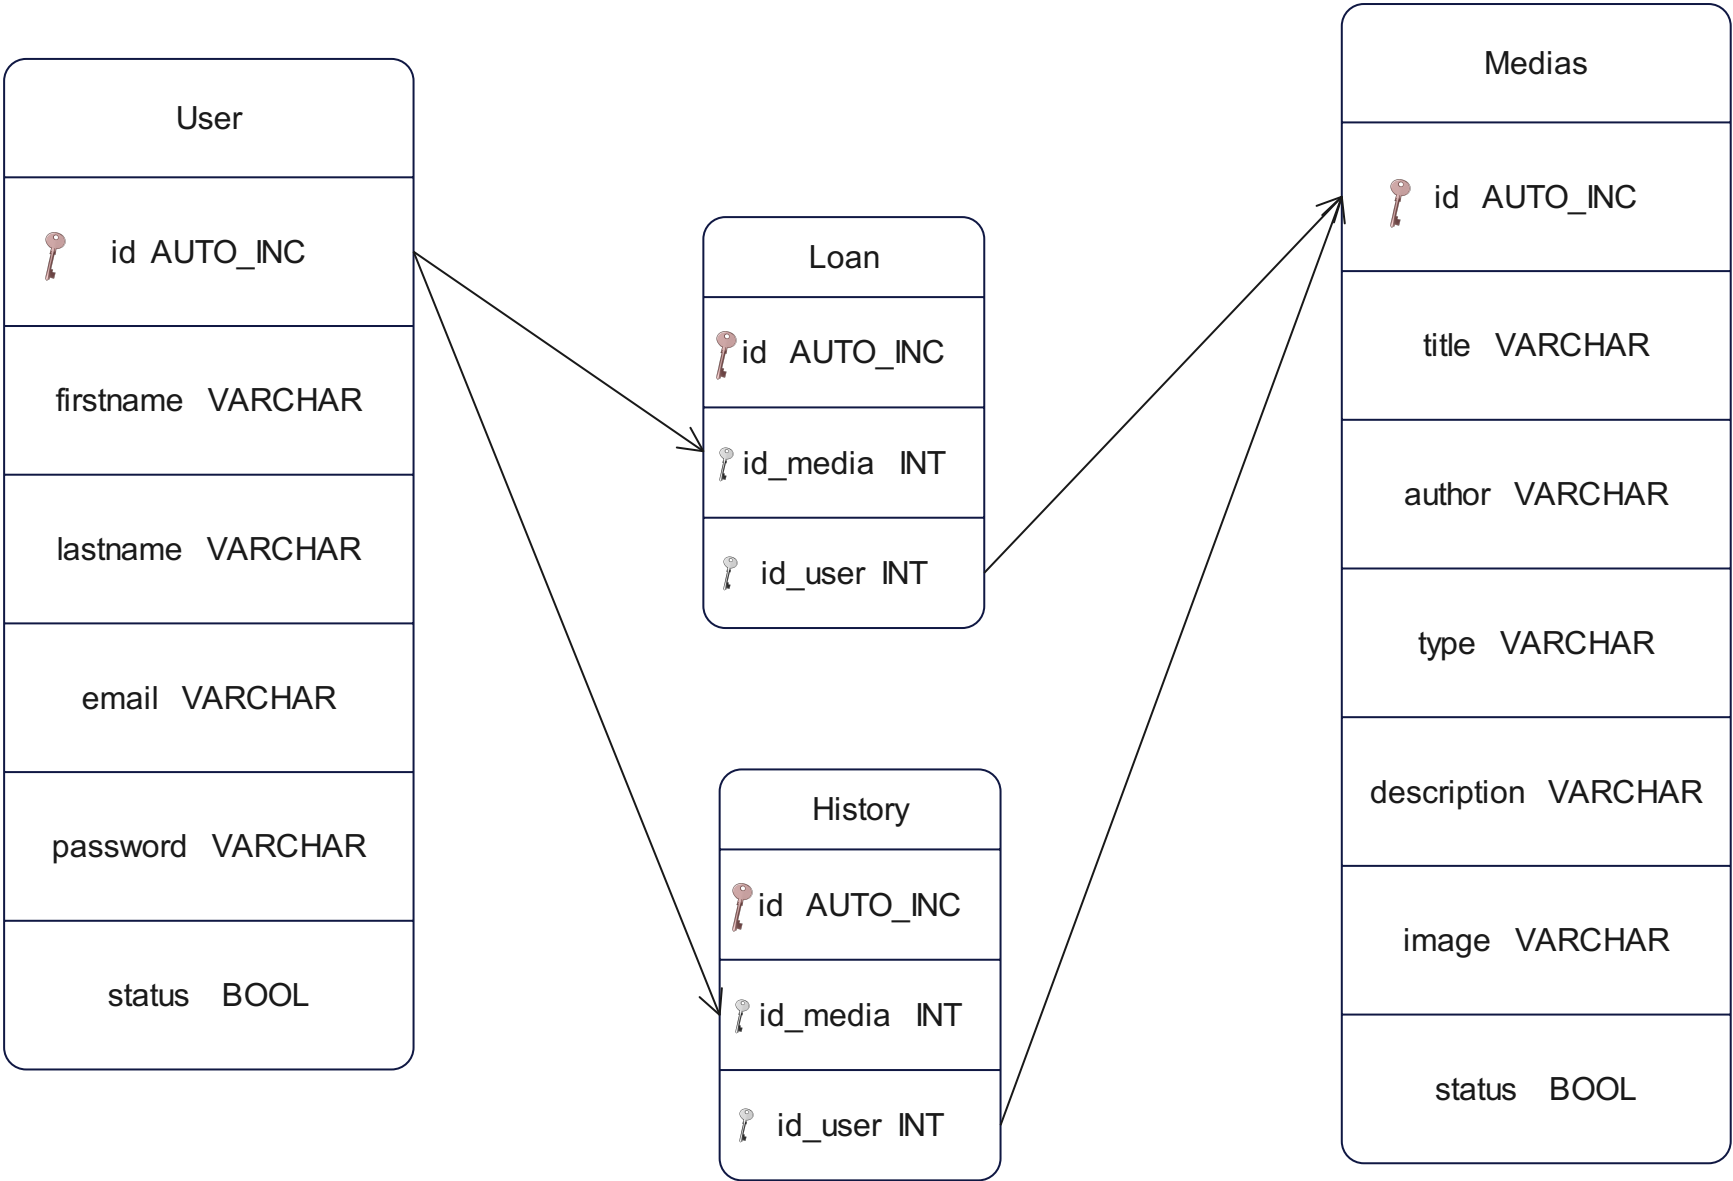 User
id AUTO_INC
firstname VARCHAR
lastname VARCHAR
email VARCHAR
password VARCHAR
status BOOL
Loan
id AUTO_INC
id_media INT
id_user INT
History
id AUTO_INC
id_media INT
id_user INT
Medias
id AUTO_INC
title VARCHAR
author VARCHAR
type VARCHAR
description VARCHAR
image VARCHAR
status BOOL